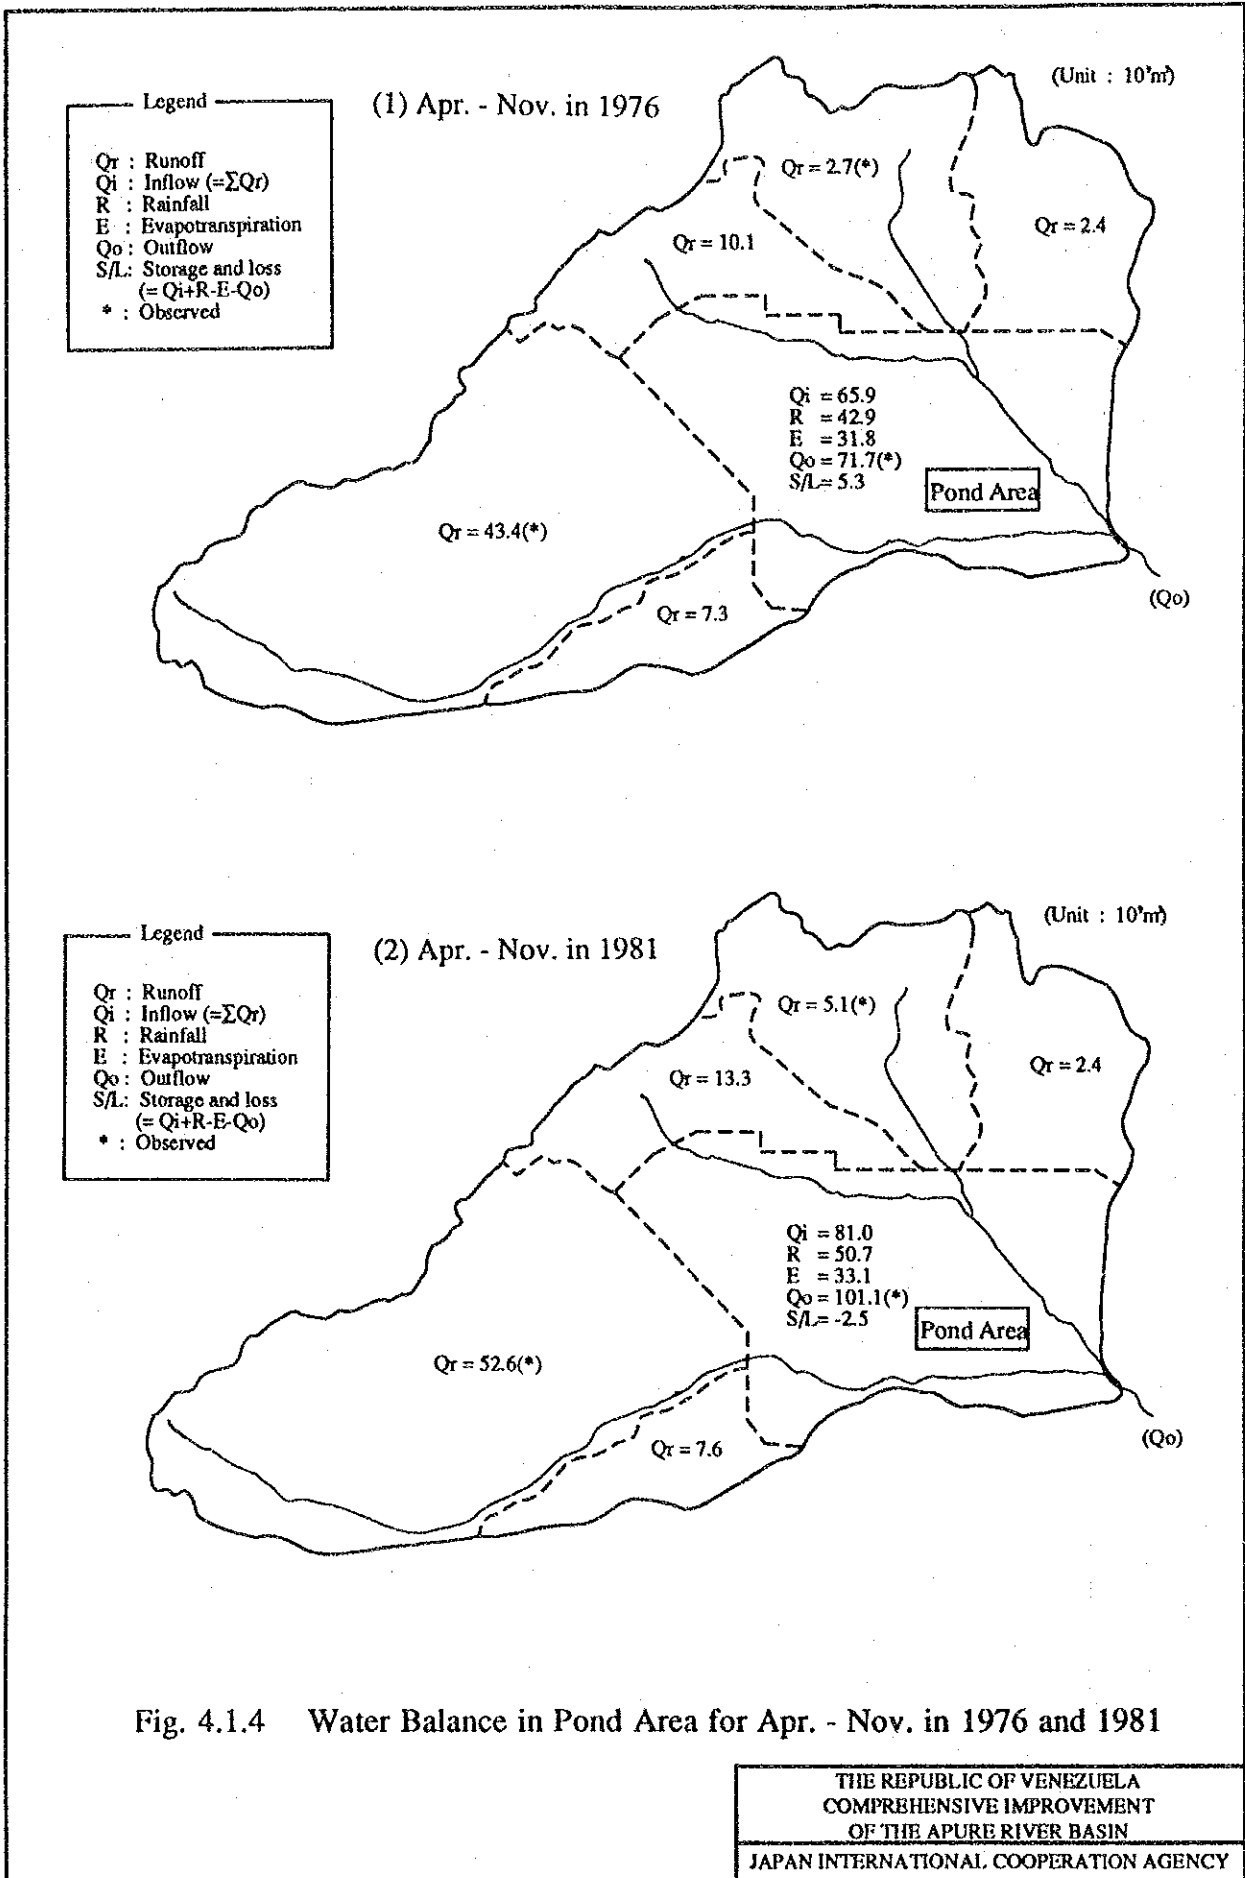 (Unit : 10⁹m³)
Legend
(1) Apr. - Nov. in 1976
Qr : Runoff
Qi : Inflow (=ΣQr)
R : Rainfall
E : Evapotranspiration
Qo : Outflow
S/L: Storage and loss
(= Qi+R-E-Qo)
* : Observed
Qr = 2.7(*)
Qr = 2.4
Qr = 10.1
Qi = 65.9
R = 42.9
E = 31.8
Qo = 71.7(*)
S/L= 5.3
Pond Area
Qr = 43.4(*)
Qr = 7.3
(Qo)
(Unit : 10⁹m³)
Legend
(2) Apr. - Nov. in 1981
Qr : Runoff
Qi : Inflow (=ΣQr)
R : Rainfall
E : Evapotranspiration
Qo : Outflow
S/L: Storage and loss
(= Qi+R-E-Qo)
* : Observed
Qr = 5.1(*)
Qr = 2.4
Qr = 13.3
Qi = 81.0
R = 50.7
E = 33.1
Qo = 101.1(*)
S/L= -2.5
Pond Area
Qr = 52.6(*)
Qr = 7.6
(Qo)
Fig. 4.1.4 Water Balance in Pond Area for Apr. - Nov. in 1976 and 1981
THE REPUBLIC OF VENEZUELA
COMPREHENSIVE IMPROVEMENT
OF THE APURE RIVER BASIN
JAPAN INTERNATIONAL COOPERATION AGENCY